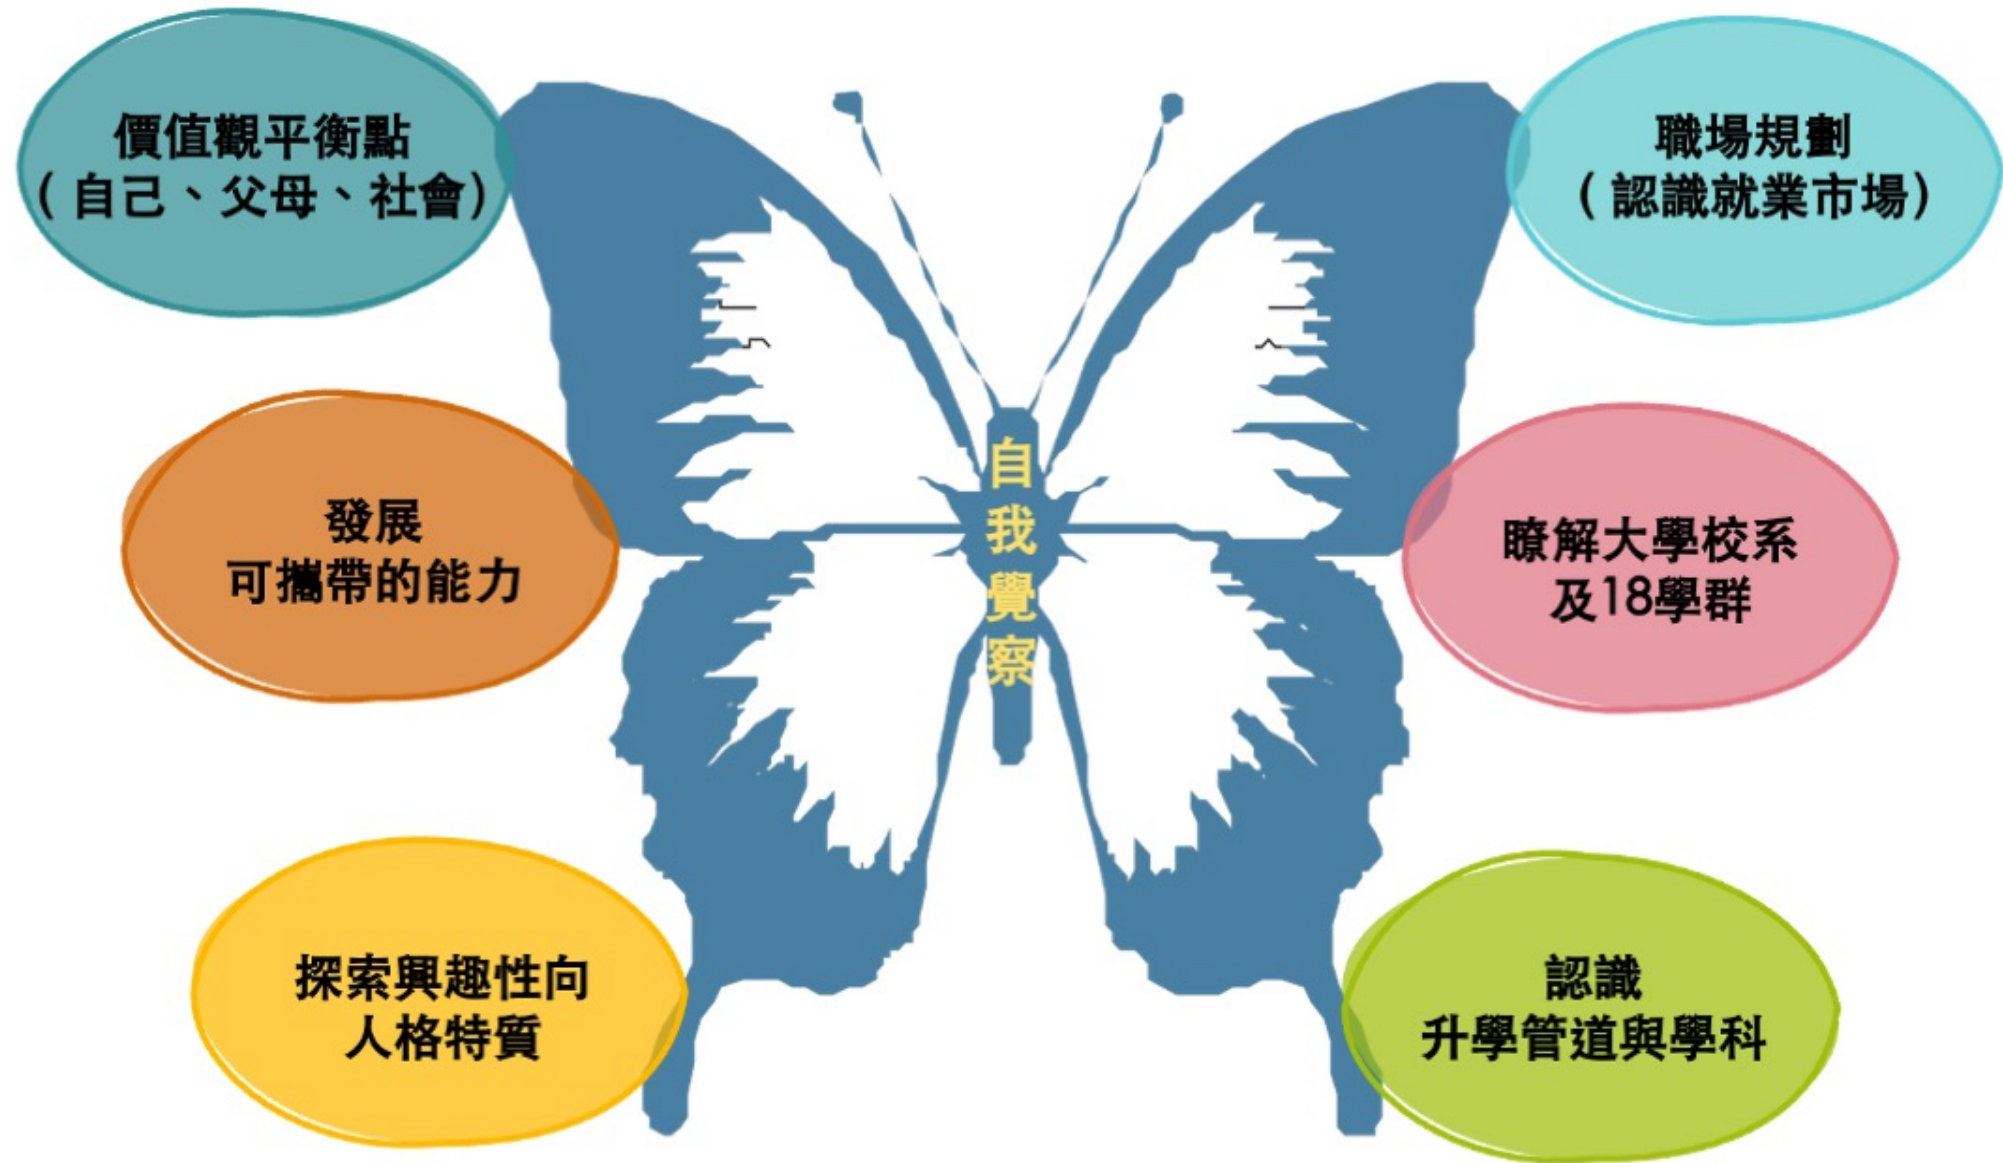 價值觀平衡點
（自己、父母、社會）
職場規劃
（認識就業市場）
發展
可攜帶的能力
自我覺察
瞭解大學校系
及18學群
探索興趣性向
人格特質
認識
升學管道與學科